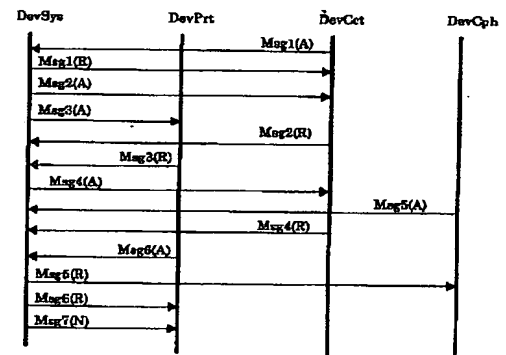 DevSys DevPrt DevCct DevCph
Msg1(A)
Msg1(R)
Msg2(A)
Msg3(A)
Msg2(R)
Msg3(R)
Msg4(A)
Msg5(A)
Msg4(R)
Msg6(A)
Msg5(R)
Msg6(R)
Msg7(N)